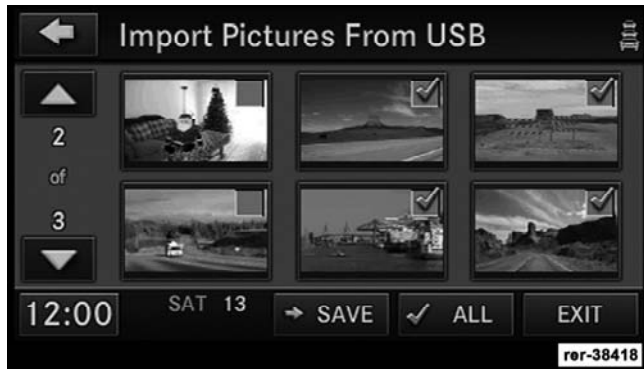 Import Pictures From USB
2
of
3
12:00
SAT 13
SAVE
ALL
EXIT
rer-38418